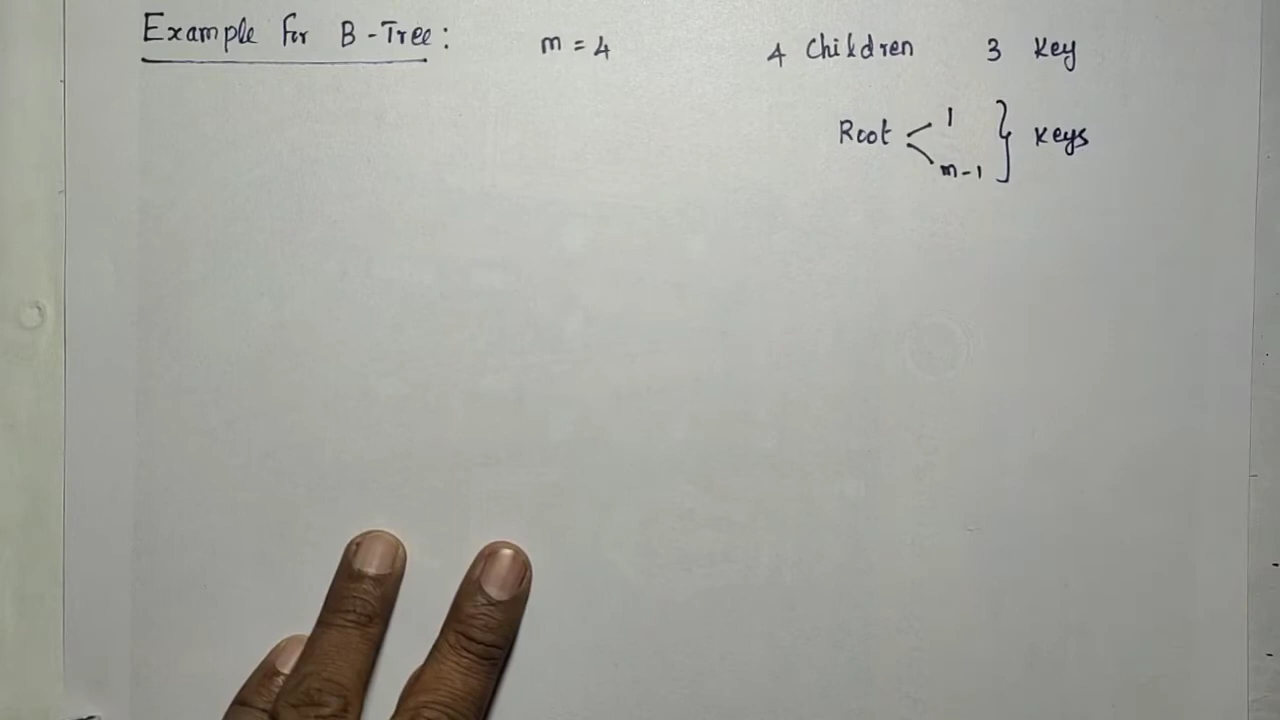 Example for B-Tree: m = 4 4 Children 3 Key
Root < 1 } Keys
m-1